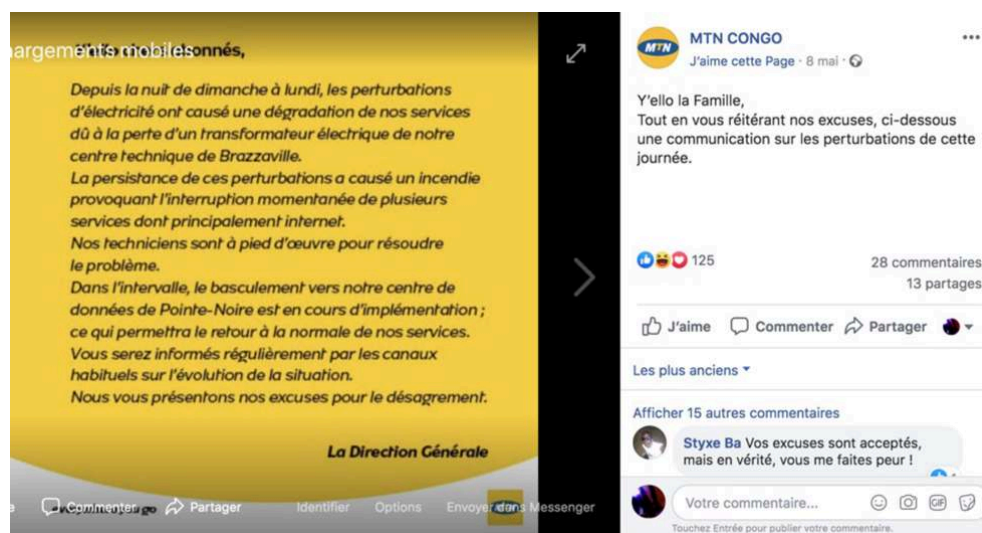 argements mobiles
onnés,
Depuis la nuit de dimanche à lundi, les perturbations
d'électricité ont causé une dégradation de nos services
dû à la perte d'un transformateur électrique de notre
centre technique de Brazzaville.
La persistance de ces perturbations a causé un incendie
provoquant l'interruption momentanée de plusieurs
services dont principalement internet.
Nos techniciens sont à pied d'œuvre pour résoudre
le problème.
Dans l'intervalle, le basculement vers notre centre de
données de Pointe-Noire est en cours d'implémentation ;
ce qui permettra le retour à la normale de nos services.
Vous serez informés régulièrement par les canaux
habituels sur l'évolution de la situation.
Nous vous présentons nos excuses pour le désagrement.
La Direction Générale
Commenter Partager Identifier Options Envoyer dans Messenger
MTN
MTN CONGO
J'aime cette Page · 8 mai
Y'ello la Famille,
Tout en vous réitérant nos excuses, ci-dessous
une communication sur les perturbations de cette
journée.
125
28 commentaires
13 partages
J'aime Commenter Partager
Les plus anciens
Afficher 15 autres commentaires
Styxe Ba Vos excuses sont acceptés,
mais en vérité, vous me faites peur !
Votre commentaire...
GIF
Touchez Entrée pour publier votre commentaire.